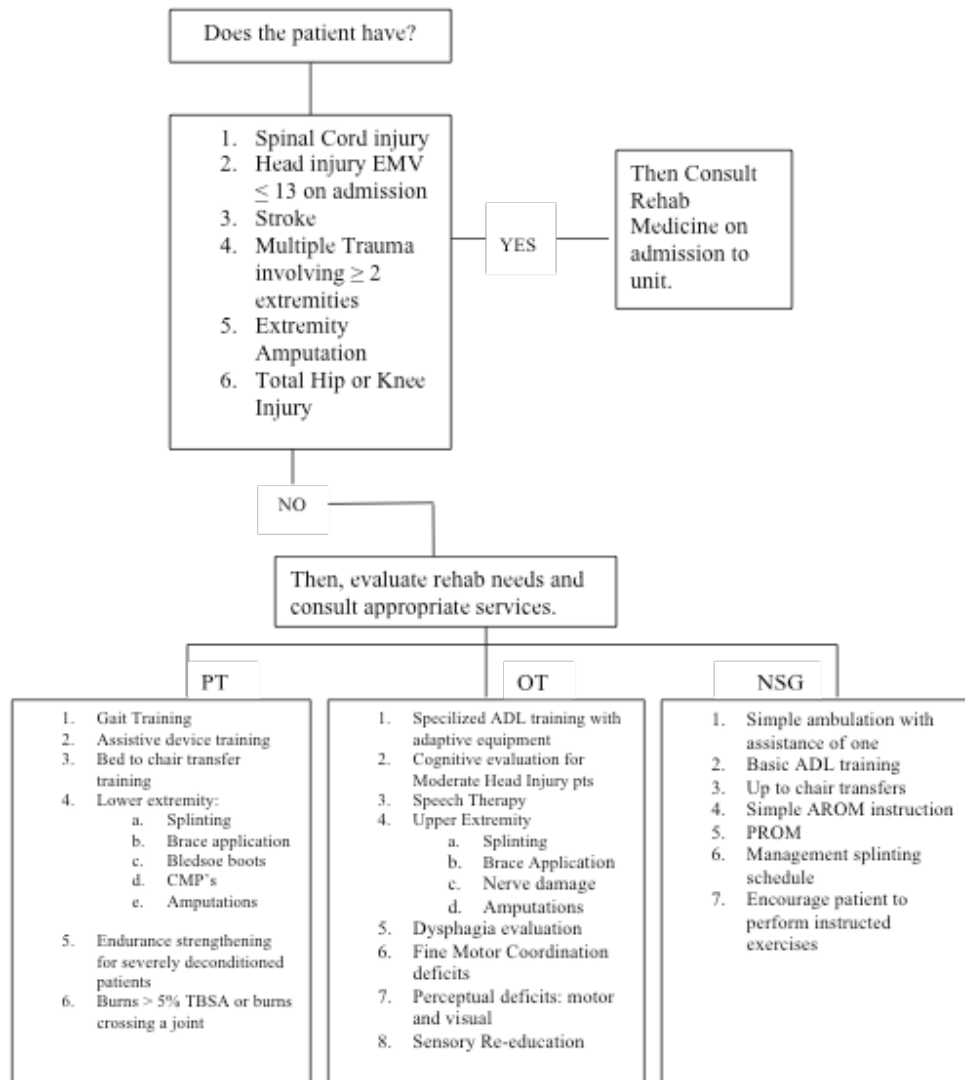 Does the patient have?
1. Spinal Cord injury
2. Head injury EMV
≤ 13 on admission
3. Stroke
4. Multiple Trauma
involving ≥ 2
extremities
5. Extremity
Amputation
6. Total Hip or Knee
Injury
YES
Then Consult
Rehab
Medicine on
admission to
unit.
NO
Then, evaluate rehab needs and
consult appropriate services.
PT
1. Gait Training
2. Assistive device training
3. Bed to chair transfer
training
4. Lower extremity:
a. Splinting
b. Brace application
c. Bledsoe boots
d. CMP's
e. Amputations
5. Endurance strengthening
for severely deconditioned
patients
6. Burns > 5% TBSA or burns
crossing a joint
OT
1. Specilized ADL training with
adaptive equipment
2. Cognitive evaluation for
Moderate Head Injury pts
3. Speech Therapy
4. Upper Extremity
a. Splinting
b. Brace Application
c. Nerve damage
d. Amputations
5. Dysphagia evaluation
6. Fine Motor Coordination
deficits
7. Perceptual deficits: motor
and visual
8. Sensory Re-education
NSG
1. Simple ambulation with
assistance of one
2. Basic ADL training
3. Up to chair transfers
4. Simple AROM instruction
5. PROM
6. Management splinting
schedule
7. Encourage patient to
perform instructed
exercises